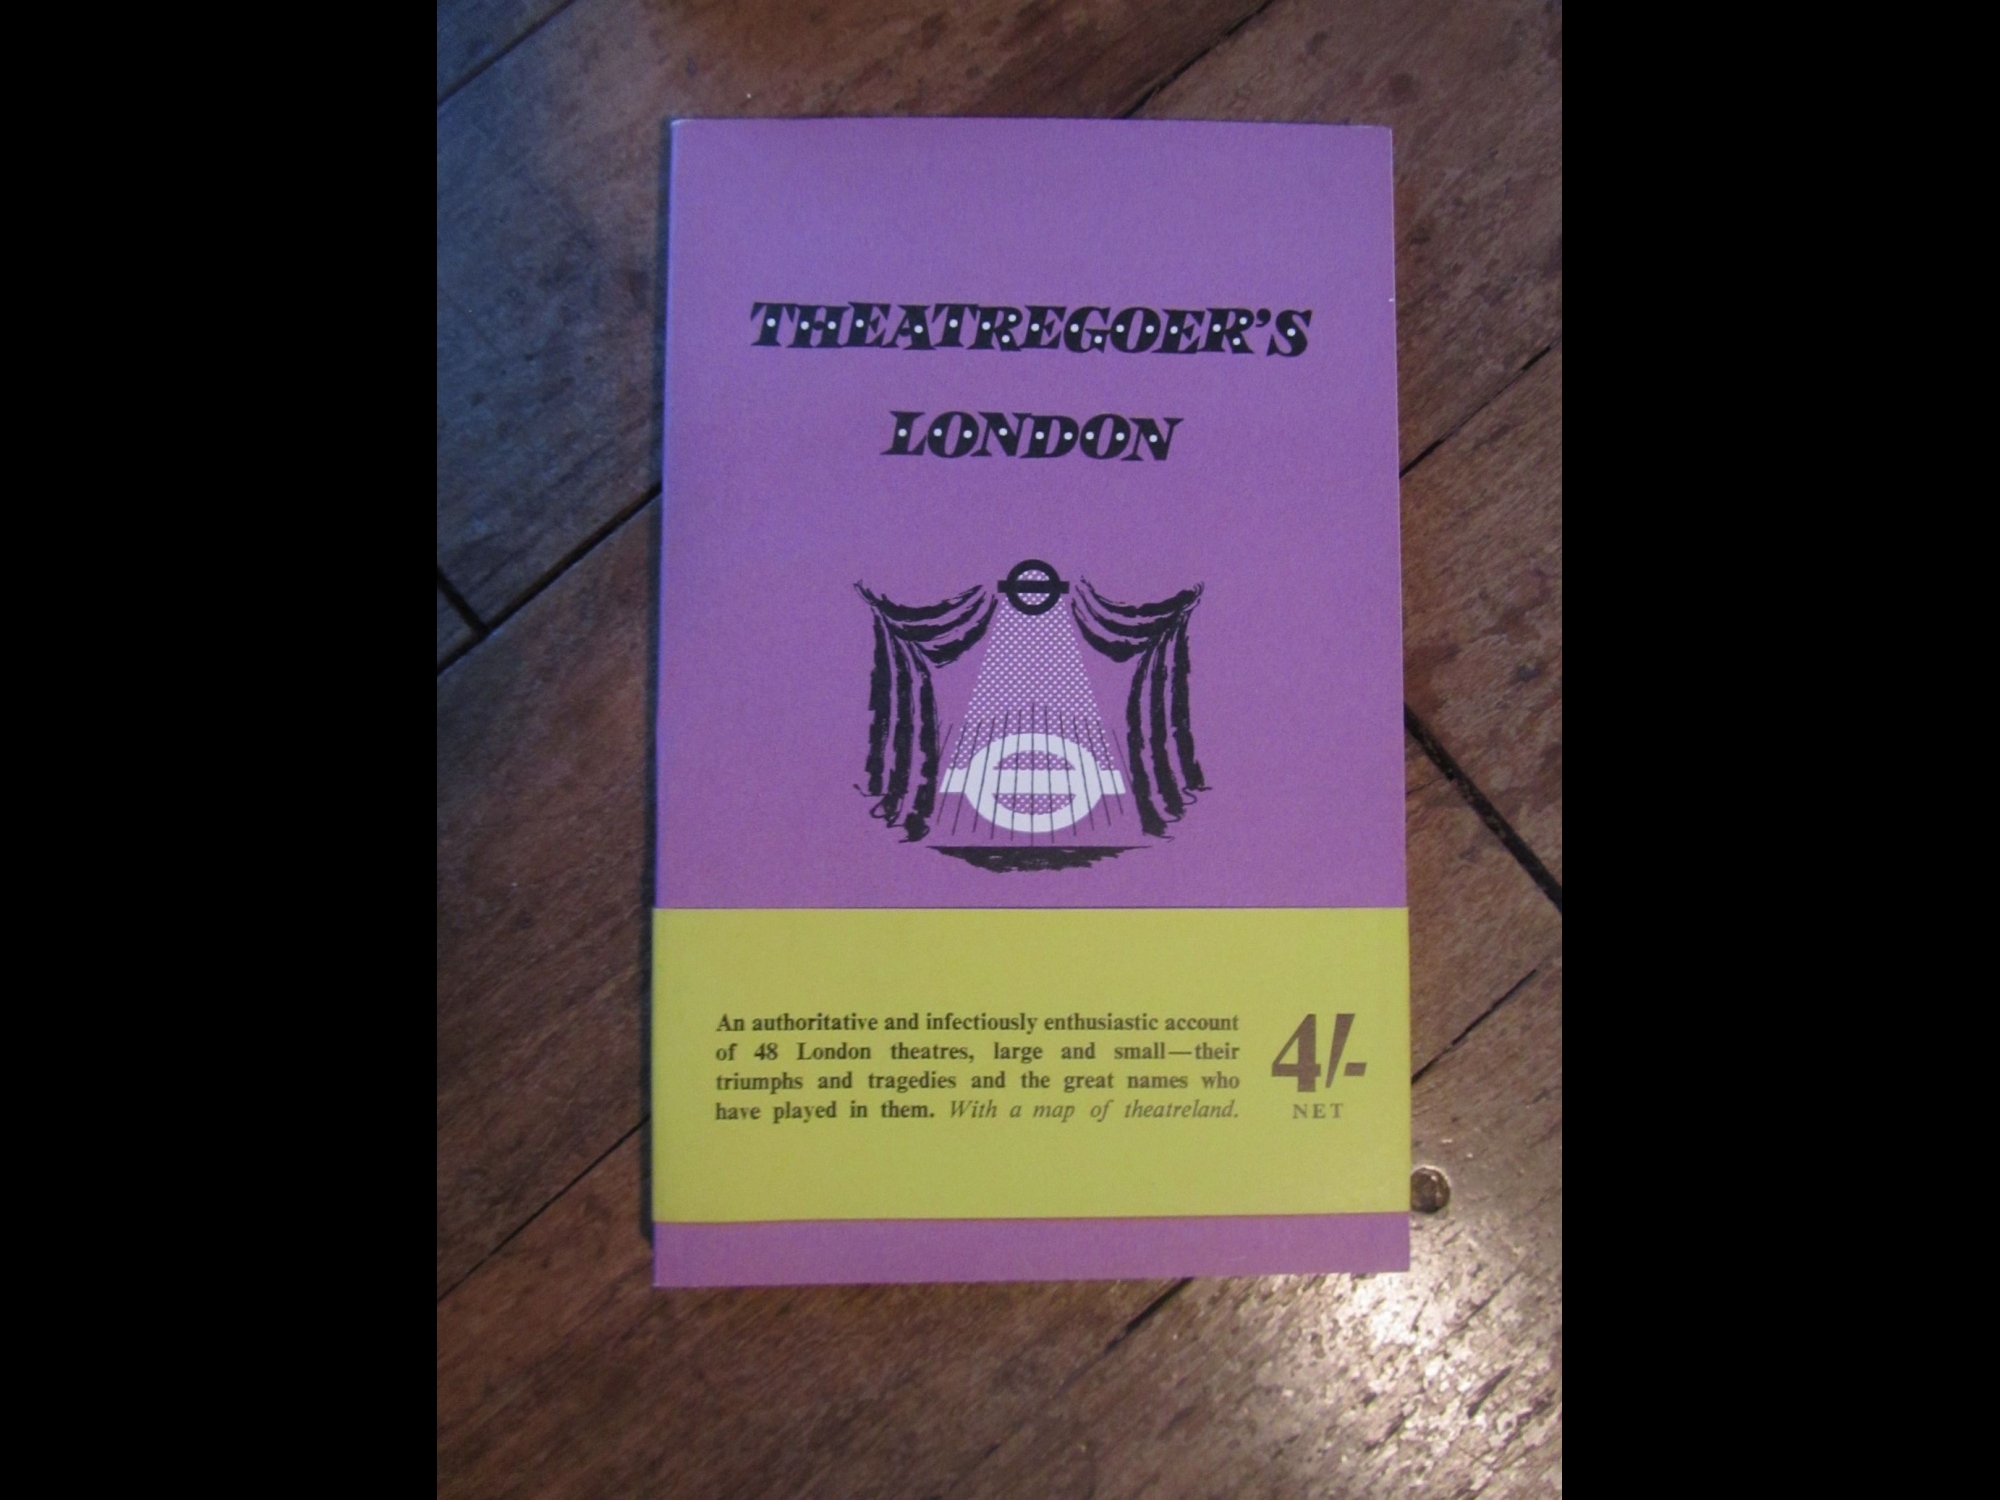 THEATREGOER'S
LONDON
An authoritative and infectiously enthusiastic account
of 48 London theatres, large and small—their
triumphs and tragedies and the great names who
have played in them. With a map of theatreland.
4/-
NET